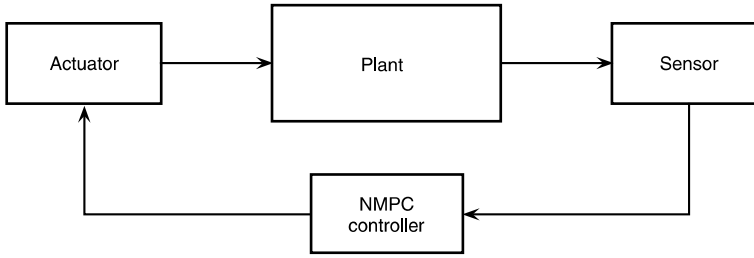 Actuator
Plant
Sensor
NMPC
controller